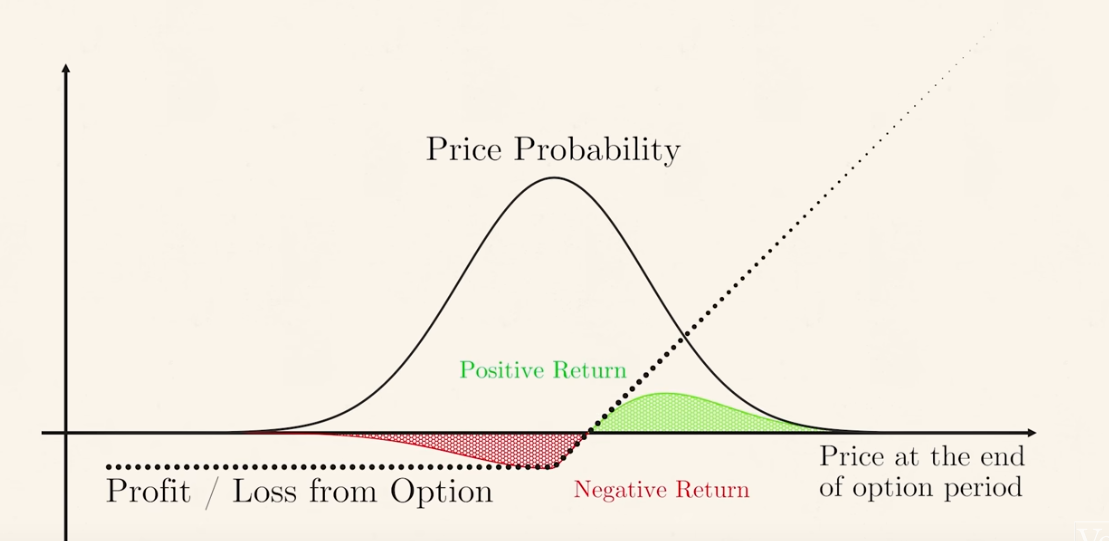 Price Probability
Positive Return
Price at the end
of option period
Profit / Loss from Option
Negative Return